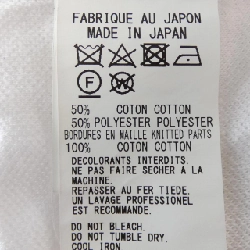 FABRIQUE AU JAPON
MADE IN JAPAN
F W
50% COTON COTTON
50% POLYESTER POLYESTER
BORDURES EN MAILLE KNITTED PARTS
100% COTON COTTON
DECOLORANTS INTERDITS.
NE PAS FAIRE SECHER A LA
MACHINE.
REPASSER AU FER TIEDE.
UN LAVAGE PROFESSIONEL
EST RECOMMANDE.
DO NOT BLEACH.
DO NOT TUMBLE DRY.
COOL IRON